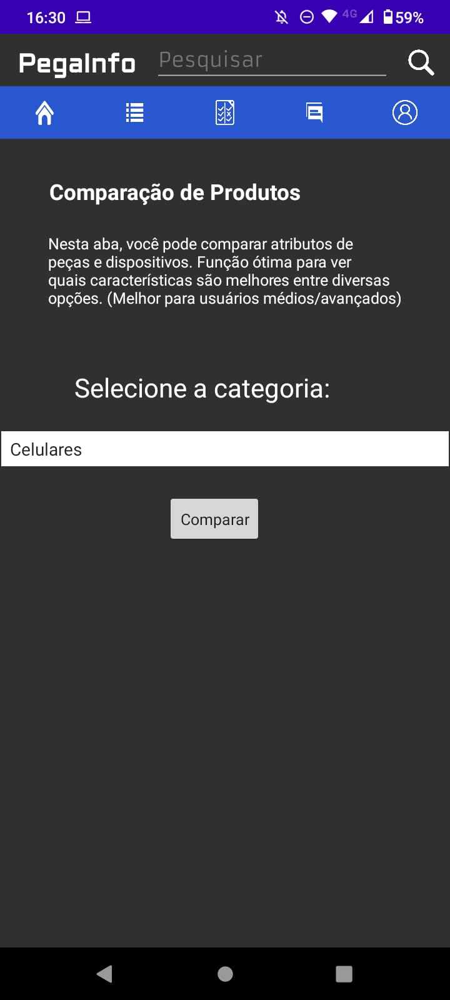 16:30
4G
59%
PegaInfo
Pesquisar
Comparação de Produtos
Nesta aba, você pode comparar atributos de
peças e dispositivos. Função ótima para ver
quais características são melhores entre diversas
opções. (Melhor para usuários médios/avançados)
Selecione a categoria:
Celulares
Comparar